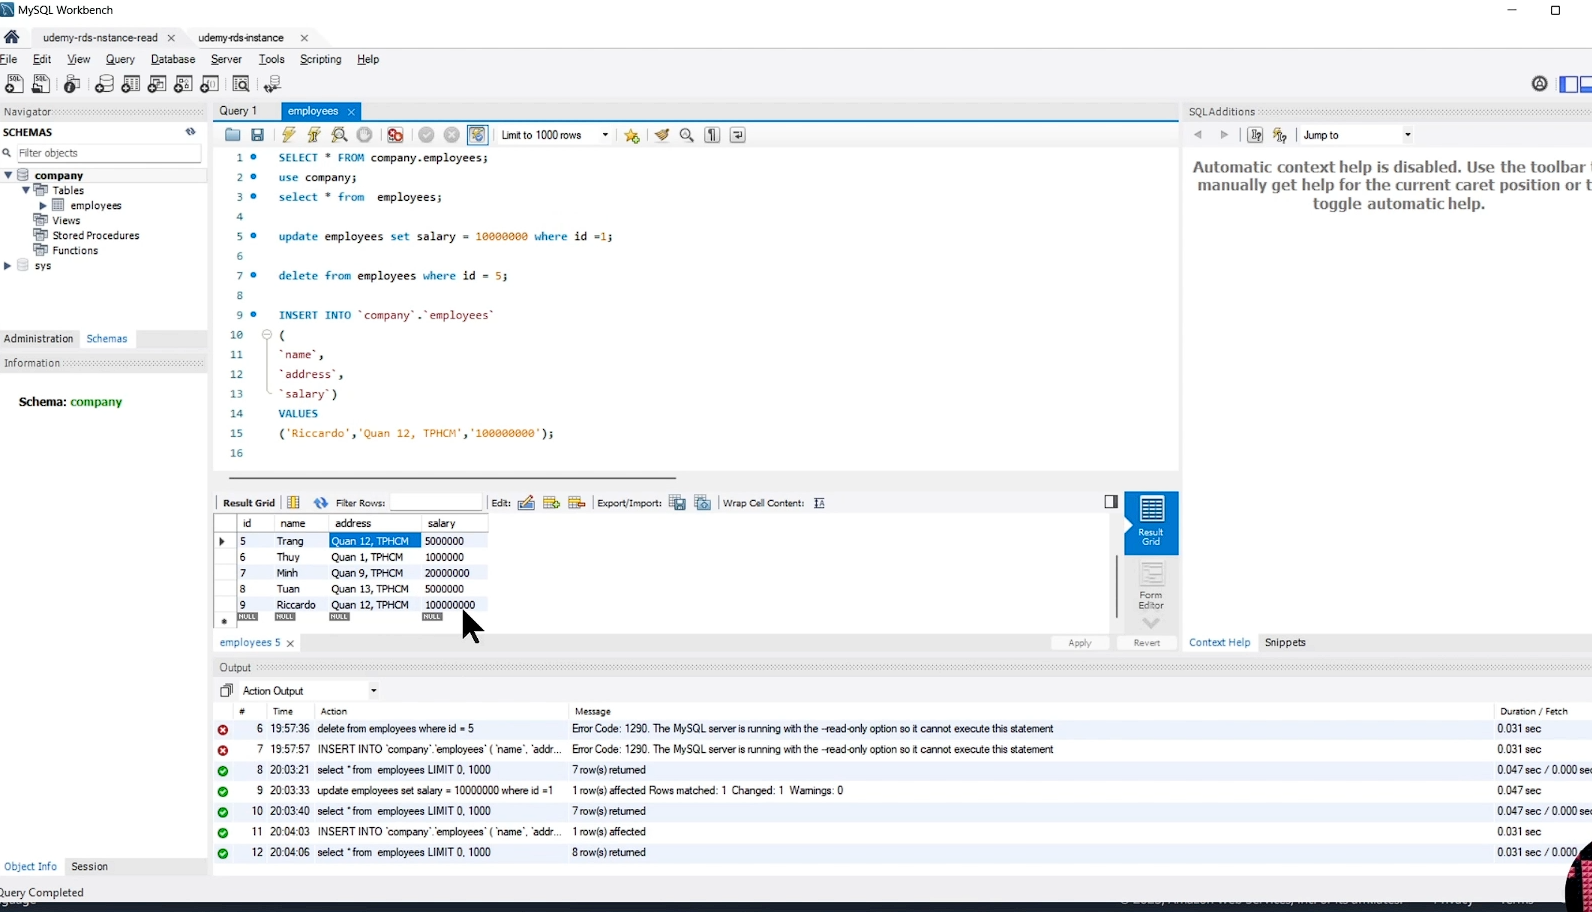 MySQL Workbench
udemy-rds-nstance-read
udemy-rds-instance
File Edit View Query Database Server Tools Scripting Help
Navigator
SCHEMAS
Filter objects
company
Tables
employees
Views
Stored Procedures
Functions
sys
Administration Schemas
Information
Schema: company
Object Info Session
Query Completed
Query 1 employees
Limit to 1000 rows
1 SELECT * FROM company.employees;
2 use company;
3 select * from employees;
4
5 update employees set salary = 10000000 where id =1;
6
7 delete from employees where id = 5;
8
9 INSERT INTO `company`.`employees`
10 (
11 `name`,
12 `address`,
13 `salary`)
14 VALUES
15 ('Riccardo','Quan 12, TPHCM','100000000');
16
Result Grid Filter Rows: Edit: Export/Import: Wrap Cell Content:
id name address salary
5 Trang Quan 12, TPHCM 5000000
6 Thuy Quan 1, TPHCM 1000000
7 Minh Quan 9, TPHCM 20000000
8 Tuan Quan 13, TPHCM 5000000
9 Riccardo Quan 12, TPHCM 100000000
NULL NULL NULL NULL
Result Grid
Form Editor
employees 5
Apply Revert
SQLAdditions
Jump to
Automatic context help is disabled. Use the toolbar
manually get help for the current caret position or t
toggle automatic help.
Context Help Snippets
Output
Action Output
# Time Action Message Duration / Fetch
6 19:57:36 delete from employees where id = 5 Error Code: 1290. The MySQL server is running with the --read-only option so it cannot execute this statement 0.031 sec
7 19:57:57 INSERT INTO `company`.`employees` ( `name`, `addr... Error Code: 1290. The MySQL server is running with the --read-only option so it cannot execute this statement 0.031 sec
8 20:03:21 select * from employees LIMIT 0, 1000 7 row(s) returned 0.047 sec / 0.000 sec
9 20:03:33 update employees set salary = 10000000 where id =1 1 row(s) affected Rows matched: 1 Changed: 1 Warnings: 0 0.047 sec
10 20:03:40 select * from employees LIMIT 0, 1000 7 row(s) returned 0.047 sec / 0.000 sec
11 20:04:03 INSERT INTO `company`.`employees` ( `name`, `addr... 1 row(s) affected 0.031 sec
12 20:04:06 select * from employees LIMIT 0, 1000 8 row(s) returned 0.031 sec / 0.000